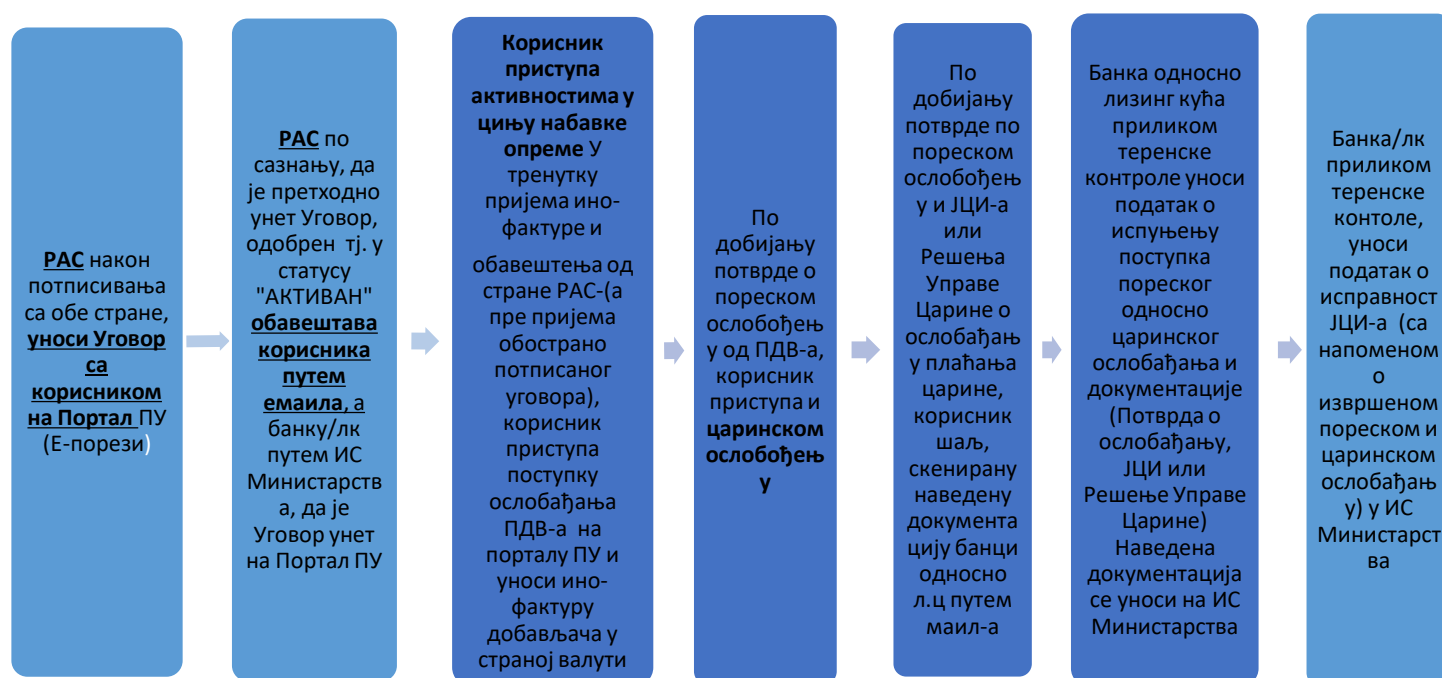 РАС након
потписивања
са обе стране,
уноси Уговор
са
корисником
на Портал ПУ
(Е-порези)
РАС по
сазнању, да
је претходно
унет Уговор,
одобрен тј. у
статусу
"АКТИВАН"
обавештава
корисника
путем
емаила, а
банку/лк
путем ИС
Министарств
а, да је
Уговор унет
на Портал ПУ
Корисник
приступа
активностима у
цињу набавке
опреме У
тренутку
пријема ино-
фактуре и
обавештења од
стране РАС-(а
пре пријема
обострано
потписаног
уговора),
корисник
приступа
поступку
ослобађања
ПДВ-а на
порталу ПУ и
уноси ино-
фактуру
добављача у
страној валути
По
добијању
потврде о
пореском
ослобођењ
у од ПДВ-а,
корисник
приступа и
царинском
ослобођењ
у
По
добијању
потврде по
пореском
ослобођењ
у и ЈЦИ-а
или
Решења
Управе
Царине о
ослобађањ
у плаћања
царине,
корисник
шаљ,
скенирану
наведену
документа
цију банци
односно
л.ц путем
маил-а
Банка односно
лизинг кућа
приликом
теренске
контроле уноси
податак о
испуњењу
поступка
пореског
односно
царинског
ослобађања и
документације
(Потврда о
ослобађању,
ЈЦИ или
Решење Управе
Царине)
Наведена
документација
се уноси на ИС
Министарства
Банка/лк
приликом
теренске
контоле,
уноси
податак о
исправност
ЈЦИ-а (са
напоменом
о
извршеном
пореском и
царинском
ослобађањ
у) у ИС
Министарст
ва